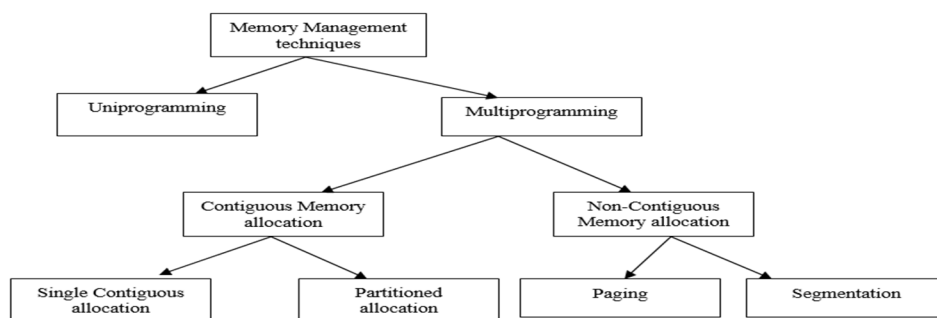 Memory Management
techniques
Uniprogramming
Multiprogramming
Contiguous Memory
allocation
Non-Contiguous
Memory allocation
Single Contiguous
allocation
Partitioned
allocation
Paging
Segmentation